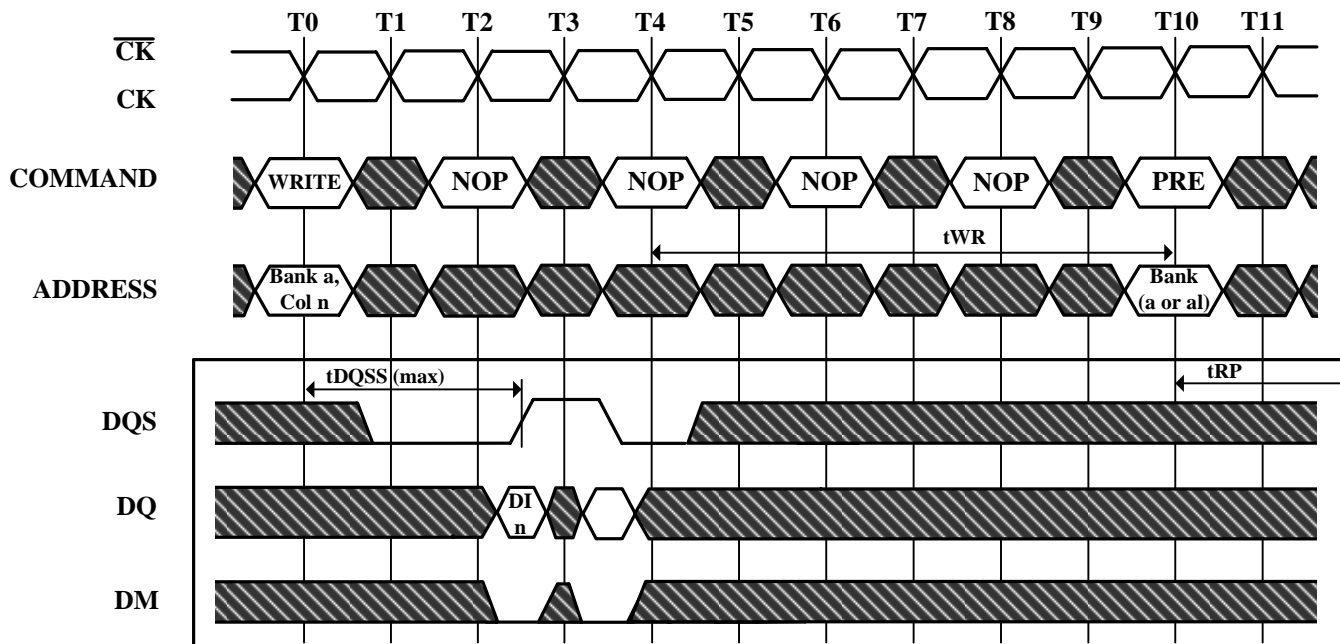 T0 T1 T2 T3 T4 T5 T6 T7 T8 T9 T10 T11
CK
CK
COMMAND WRITE NOP NOP NOP NOP PRE
tWR
ADDRESS Bank a, Col n Bank (a or al)
tDQSS (max) tRP
DQS
DQ DI n
DM